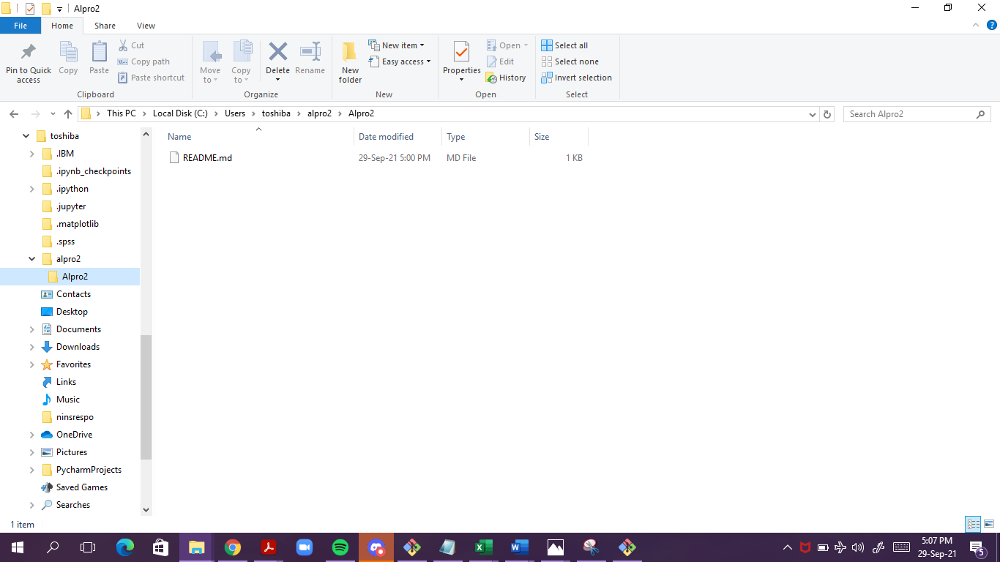 Alpro2
File Home Share View
Pin to Quick access
Copy
Paste
Cut
Copy path
Paste shortcut
Clipboard
Move to
Copy to
Delete
Rename
Organize
New folder
New item
Easy access
New
Properties
Open
Edit
History
Open
Select all
Select none
Invert selection
Select
This PC Local Disk (C:) Users toshiba alpro2 Alpro2
Search Alpro2
toshiba
.IBM
.ipynb_checkpoints
.ipython
.jupyter
.matplotlib
.spss
alpro2
Alpro2
Contacts
Desktop
Documents
Downloads
Favorites
Links
Music
ninsrespo
OneDrive
Pictures
PycharmProjects
Saved Games
Searches
Name Date modified Type Size
README.md 29-Sep-21 5:00 PM MD File 1 KB
1 item
5:07 PM
29-Sep-21
5